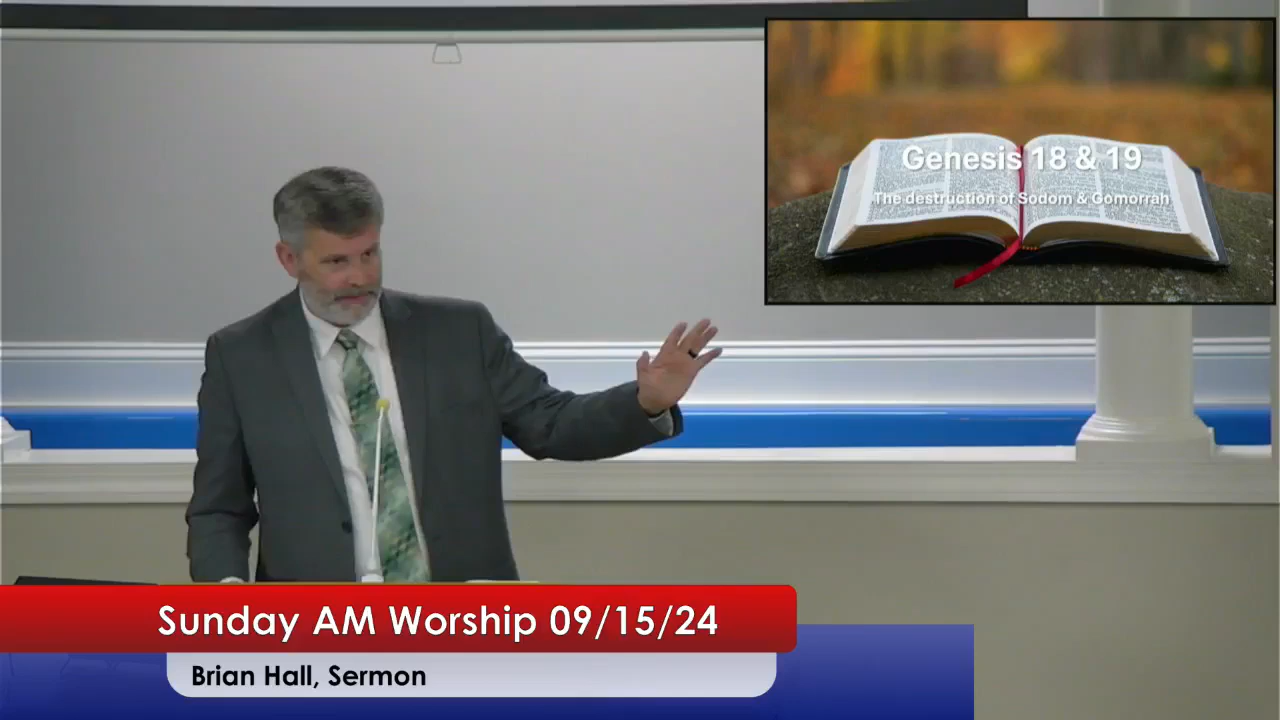 Genesis 18 & 19
The destruction of Sodom & Gomorrah
Sunday AM Worship 09/15/24
Brian Hall, Sermon